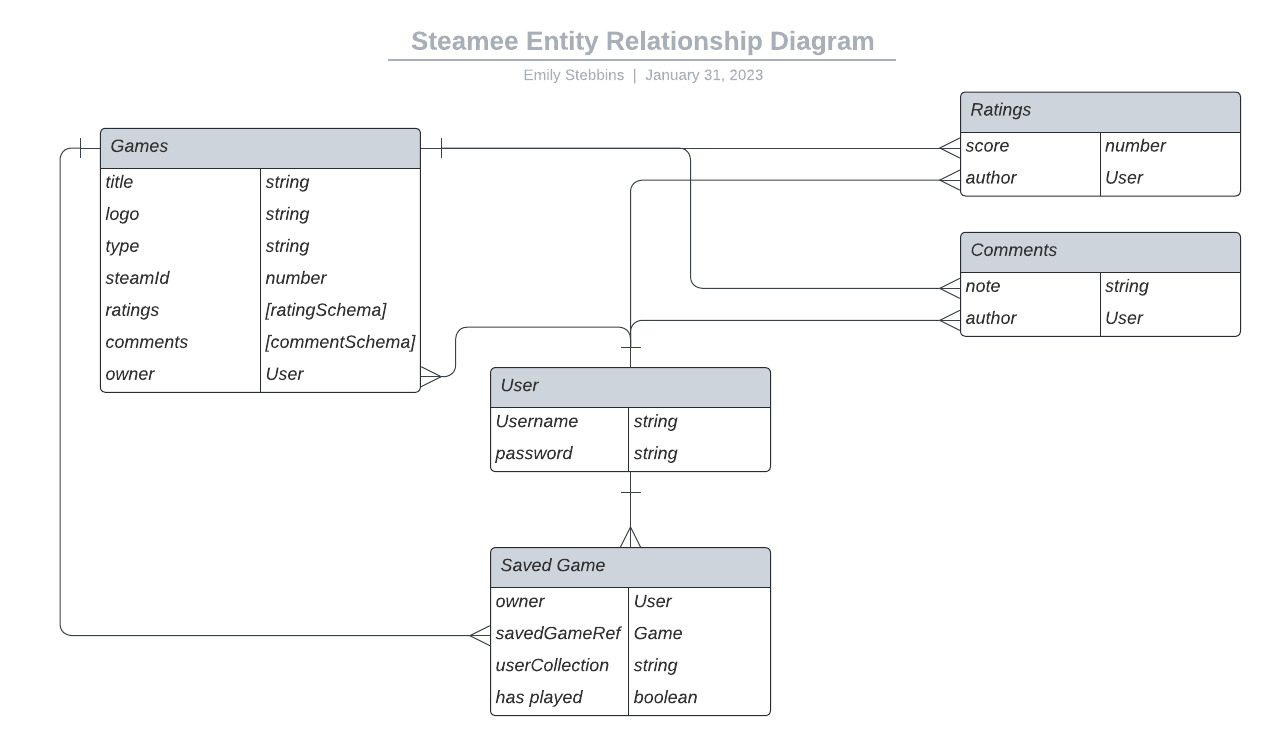 Steamee Entity Relationship Diagram
Emily Stebbins | January 31, 2023
Games
title string
logo string
type string
steamId number
ratings [ratingSchema]
comments [commentSchema]
owner User
Ratings
score number
author User
Comments
note string
author User
User
Username string
password string
Saved Game
owner User
savedGameRef Game
userCollection string
has played boolean